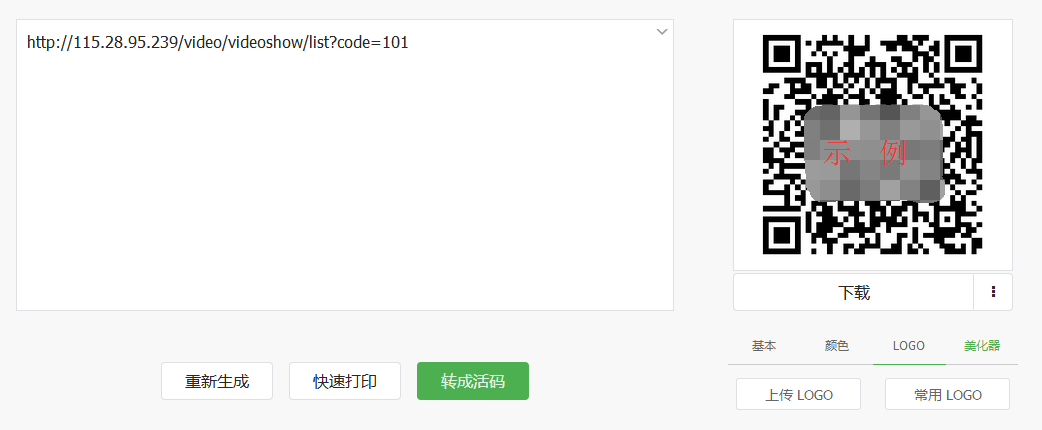 http://115.28.95.239/video/videoshow/list?code=101
示 例
下载
基本 颜色 LOGO 美化器
重新生成 快速打印 转成活码
上传 LOGO 常用 LOGO